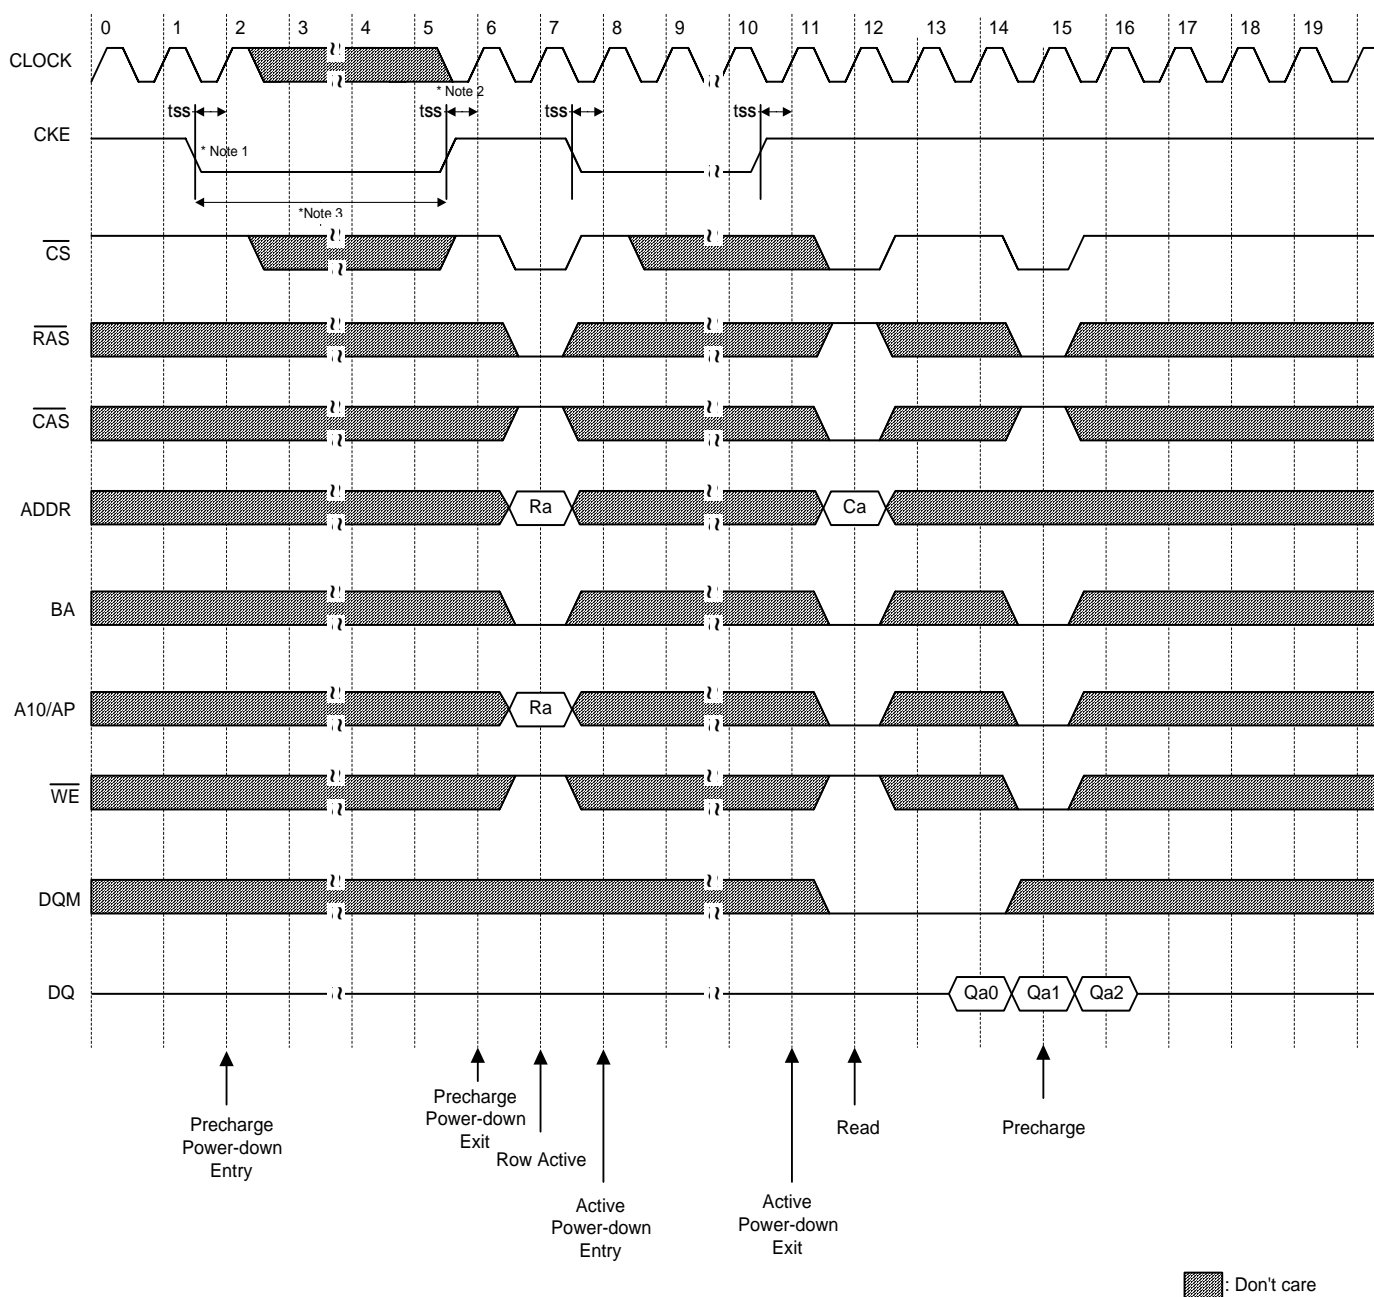 0 1 2 3 4 5 6 7 8 9 10 11 12 13 14 15 16 17 18 19
CLOCK
* Note 2
tss tss tss tss
CKE
* Note 1
*Note 3
CS
RAS
CAS
ADDR Ra Ca
BA
A10/AP Ra
WE
DQM
DQ Qa0 Qa1 Qa2
Precharge
Power-down
Entry
Precharge
Power-down
Exit
Row Active
Active
Power-down
Entry
Active
Power-down
Exit
Read
Precharge
: Don't care